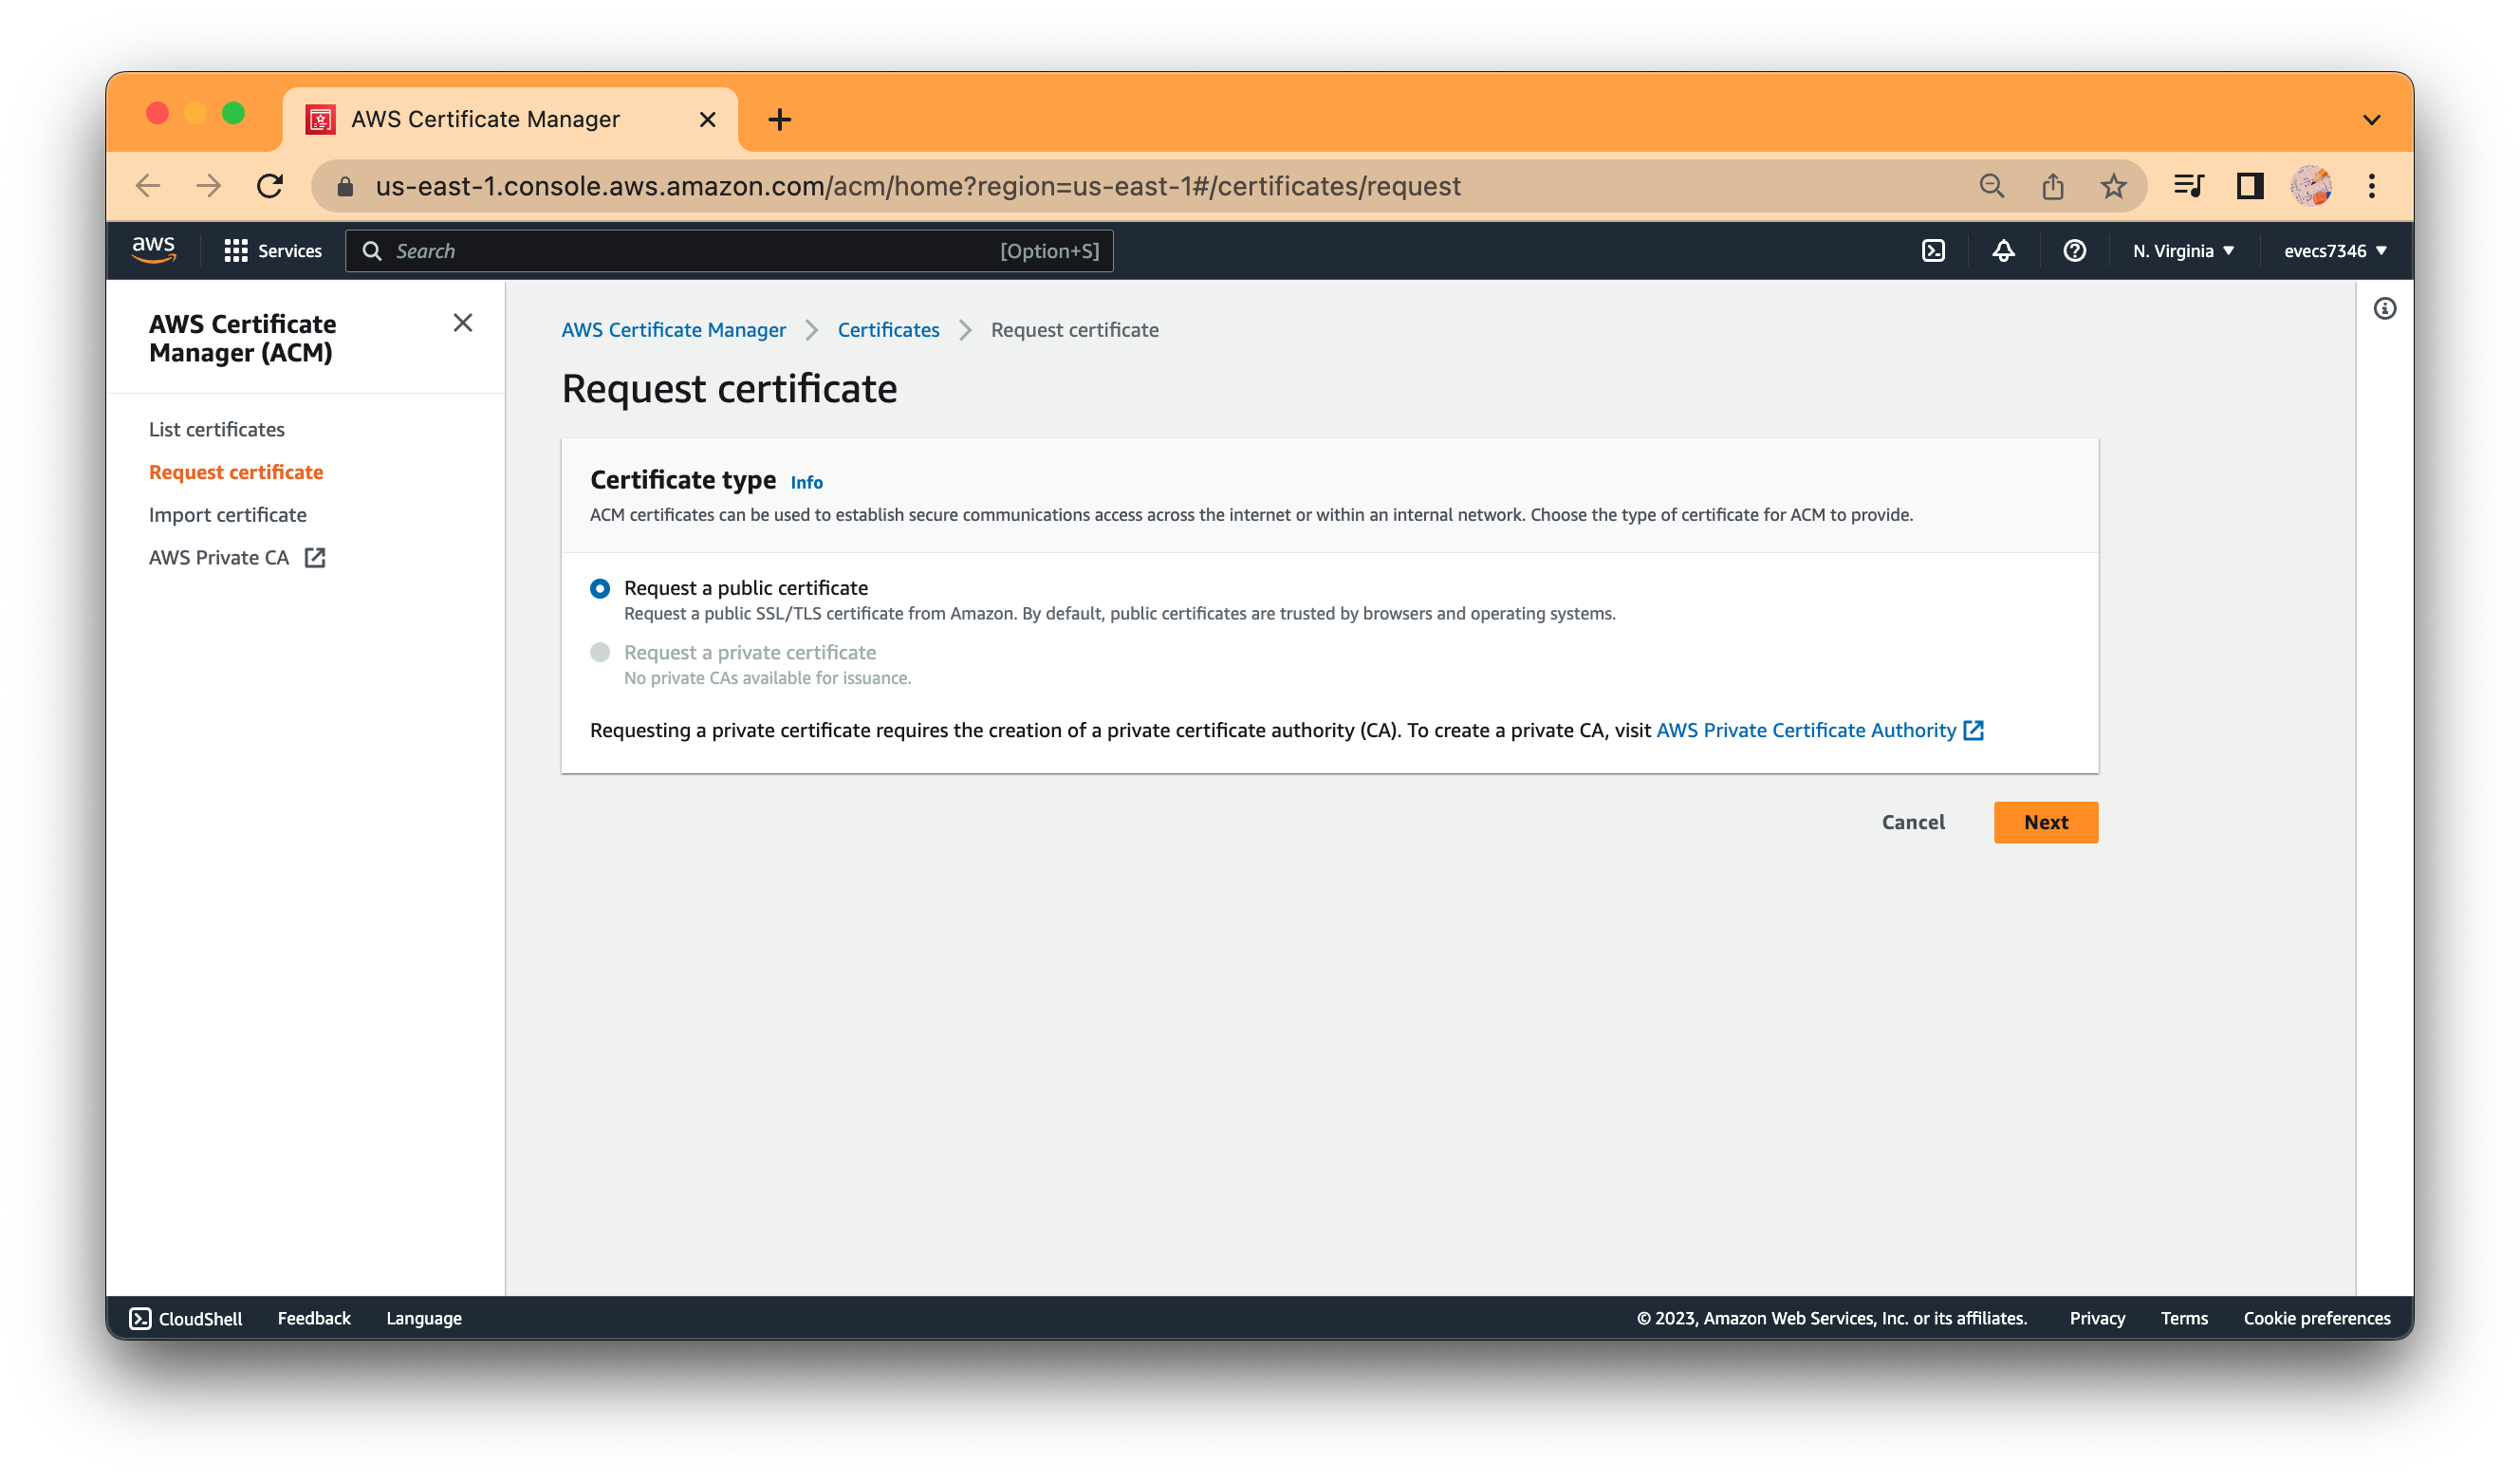 AWS Certificate Manager
us-east-1.console.aws.amazon.com/acm/home?region=us-east-1#/certificates/request
aws
Services
Search
[Option+S]
N. Virginia
evecs7346
AWS Certificate
Manager (ACM)
List certificates
Request certificate
Import certificate
AWS Private CA
AWS Certificate Manager
Certificates
Request certificate
Request certificate
Certificate type Info
ACM certificates can be used to establish secure communications access across the internet or within an internal network. Choose the type of certificate for ACM to provide.
Request a public certificate
Request a public SSL/TLS certificate from Amazon. By default, public certificates are trusted by browsers and operating systems.
Request a private certificate
No private CAs available for issuance.
Requesting a private certificate requires the creation of a private certificate authority (CA). To create a private CA, visit AWS Private Certificate Authority
Cancel
Next
CloudShell
Feedback
Language
© 2023, Amazon Web Services, Inc. or its affiliates.
Privacy
Terms
Cookie preferences